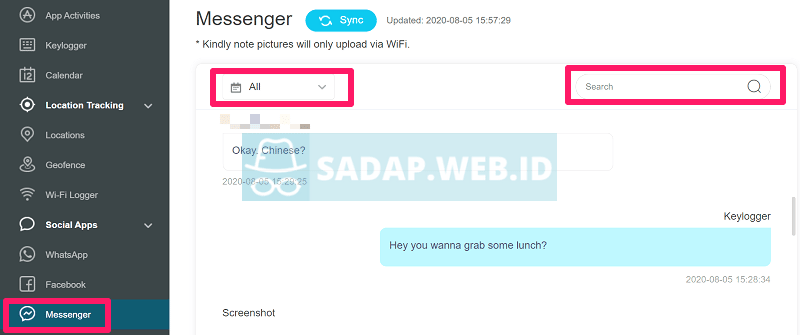 App Activities
Keylogger
Calendar
Location Tracking
Locations
Geofence
Wi-Fi Logger
Social Apps
WhatsApp
Facebook
Messenger
Messenger Sync Updated: 2020-08-05 15:57:29
* Kindly note pictures will only upload via WiFi.
All Search
Okay. Chinese?
SADAP.WEB.ID
2020-08-05 15:28:25
Keylogger
Hey you wanna grab some lunch?
2020-08-05 15:28:34
Screenshot